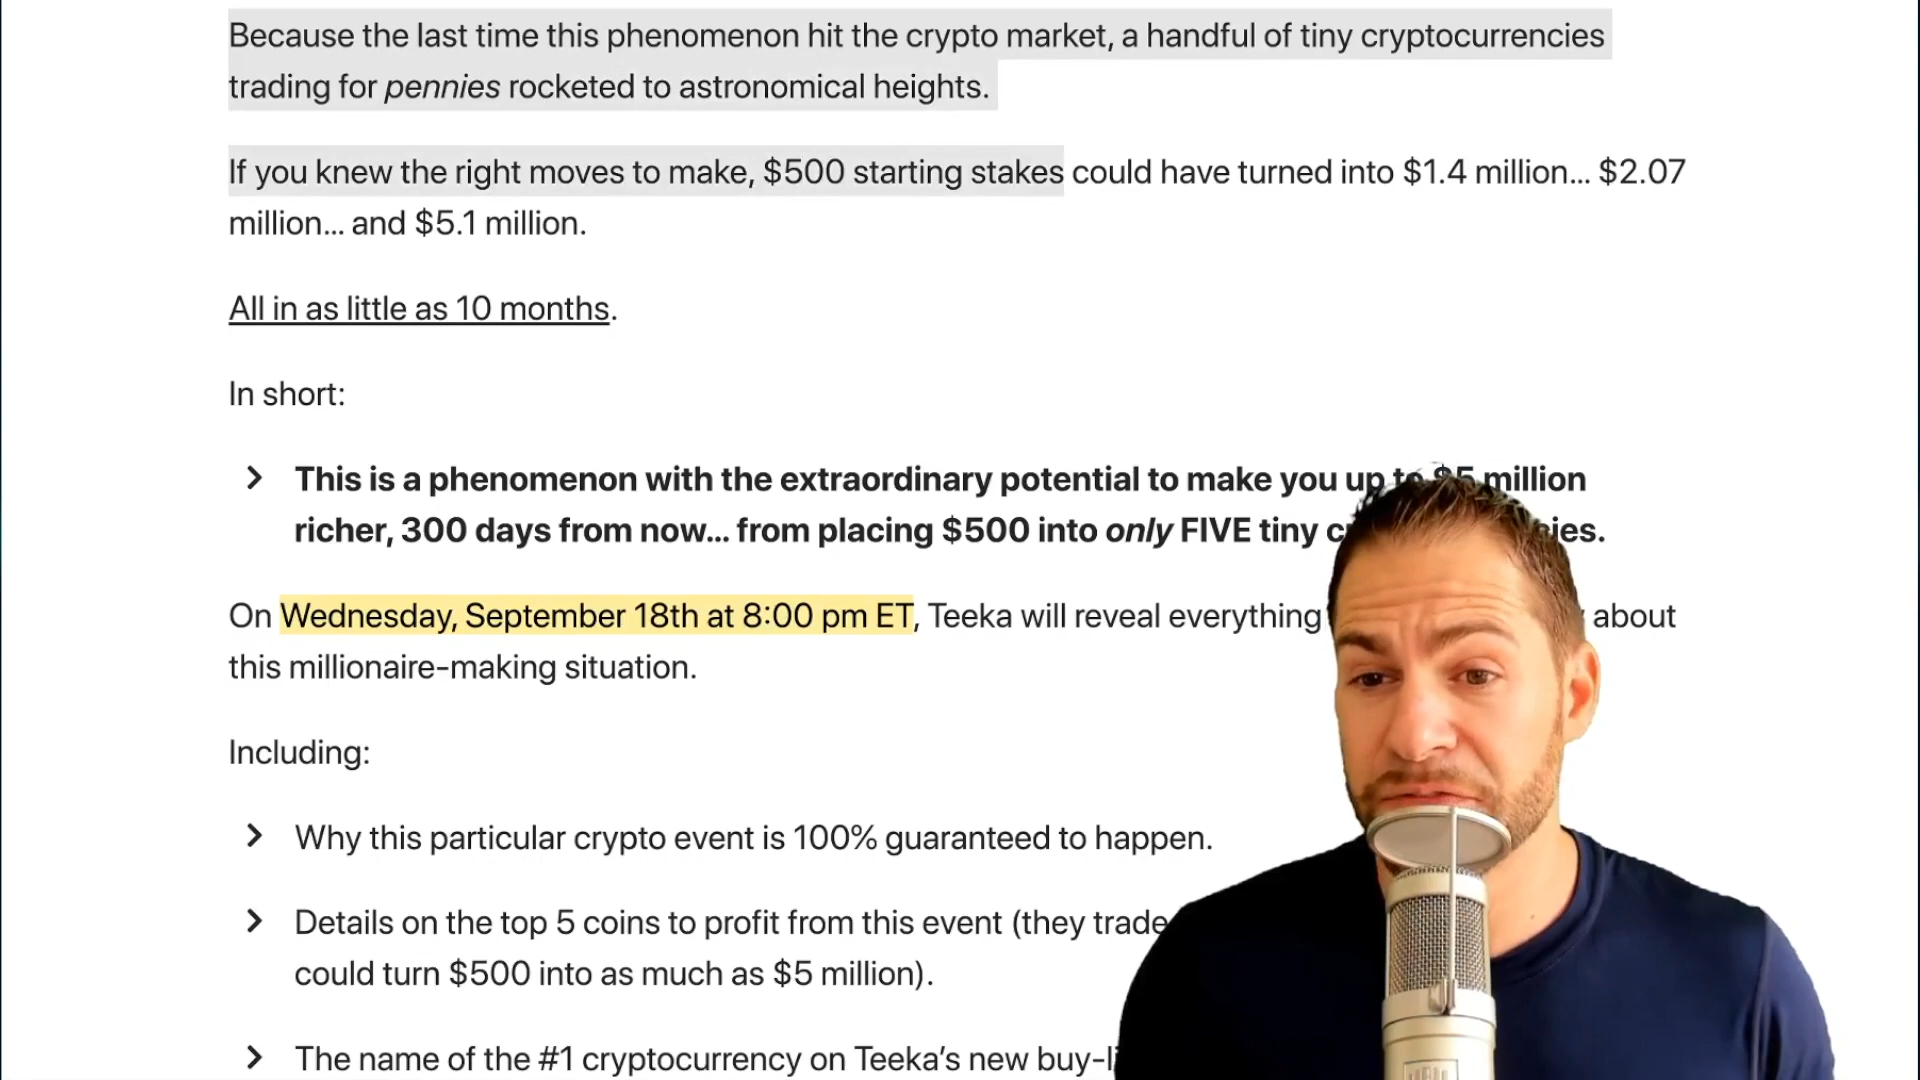 Because the last time this phenomenon hit the crypto market, a handful of tiny cryptocurrencies
trading for pennies rocketed to astronomical heights.
If you knew the right moves to make, $500 starting stakes could have turned into $1.4 million... $2.07
million... and $5.1 million.
All in as little as 10 months.
In short:
This is a phenomenon with the extraordinary potential to make you up to $5 million
richer, 300 days from now... from placing $500 into only FIVE tiny
On Wednesday, September 18th at 8:00 pm ET, Teeka will reveal everything about
this millionaire-making situation.
Including:
Why this particular crypto event is 100% guaranteed to happen.
Details on the top 5 coins to profit from this event (they trade
could turn $500 into as much as $5 million).
The name of the #1 cryptocurrency on Teeka's new